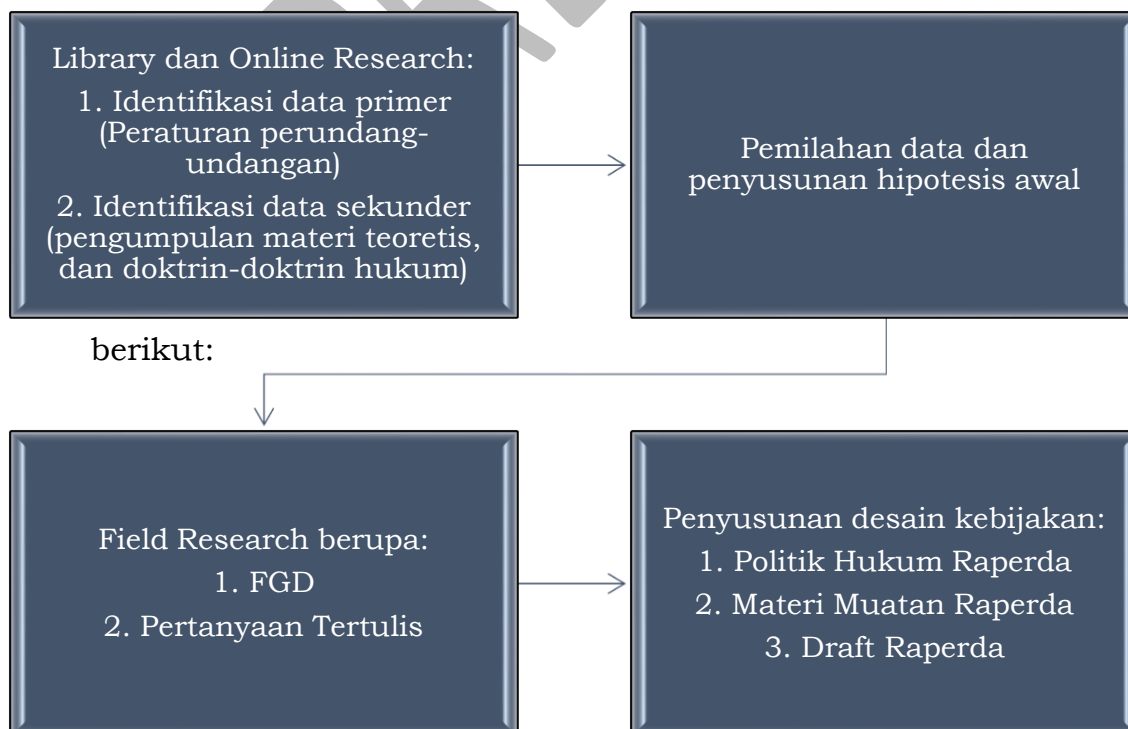 Library dan Online Research:
1. Identifikasi data primer
(Peraturan perundang-
undangan)
2. Identifikasi data sekunder
(pengumpulan materi teoretis,
dan doktrin-doktrin hukum)
Pemilahan data dan
penyusunan hipotesis awal
berikut:
Field Research berupa:
1. FGD
2. Pertanyaan Tertulis
Penyusunan desain kebijakan:
1. Politik Hukum Raperda
2. Materi Muatan Raperda
3. Draft Raperda